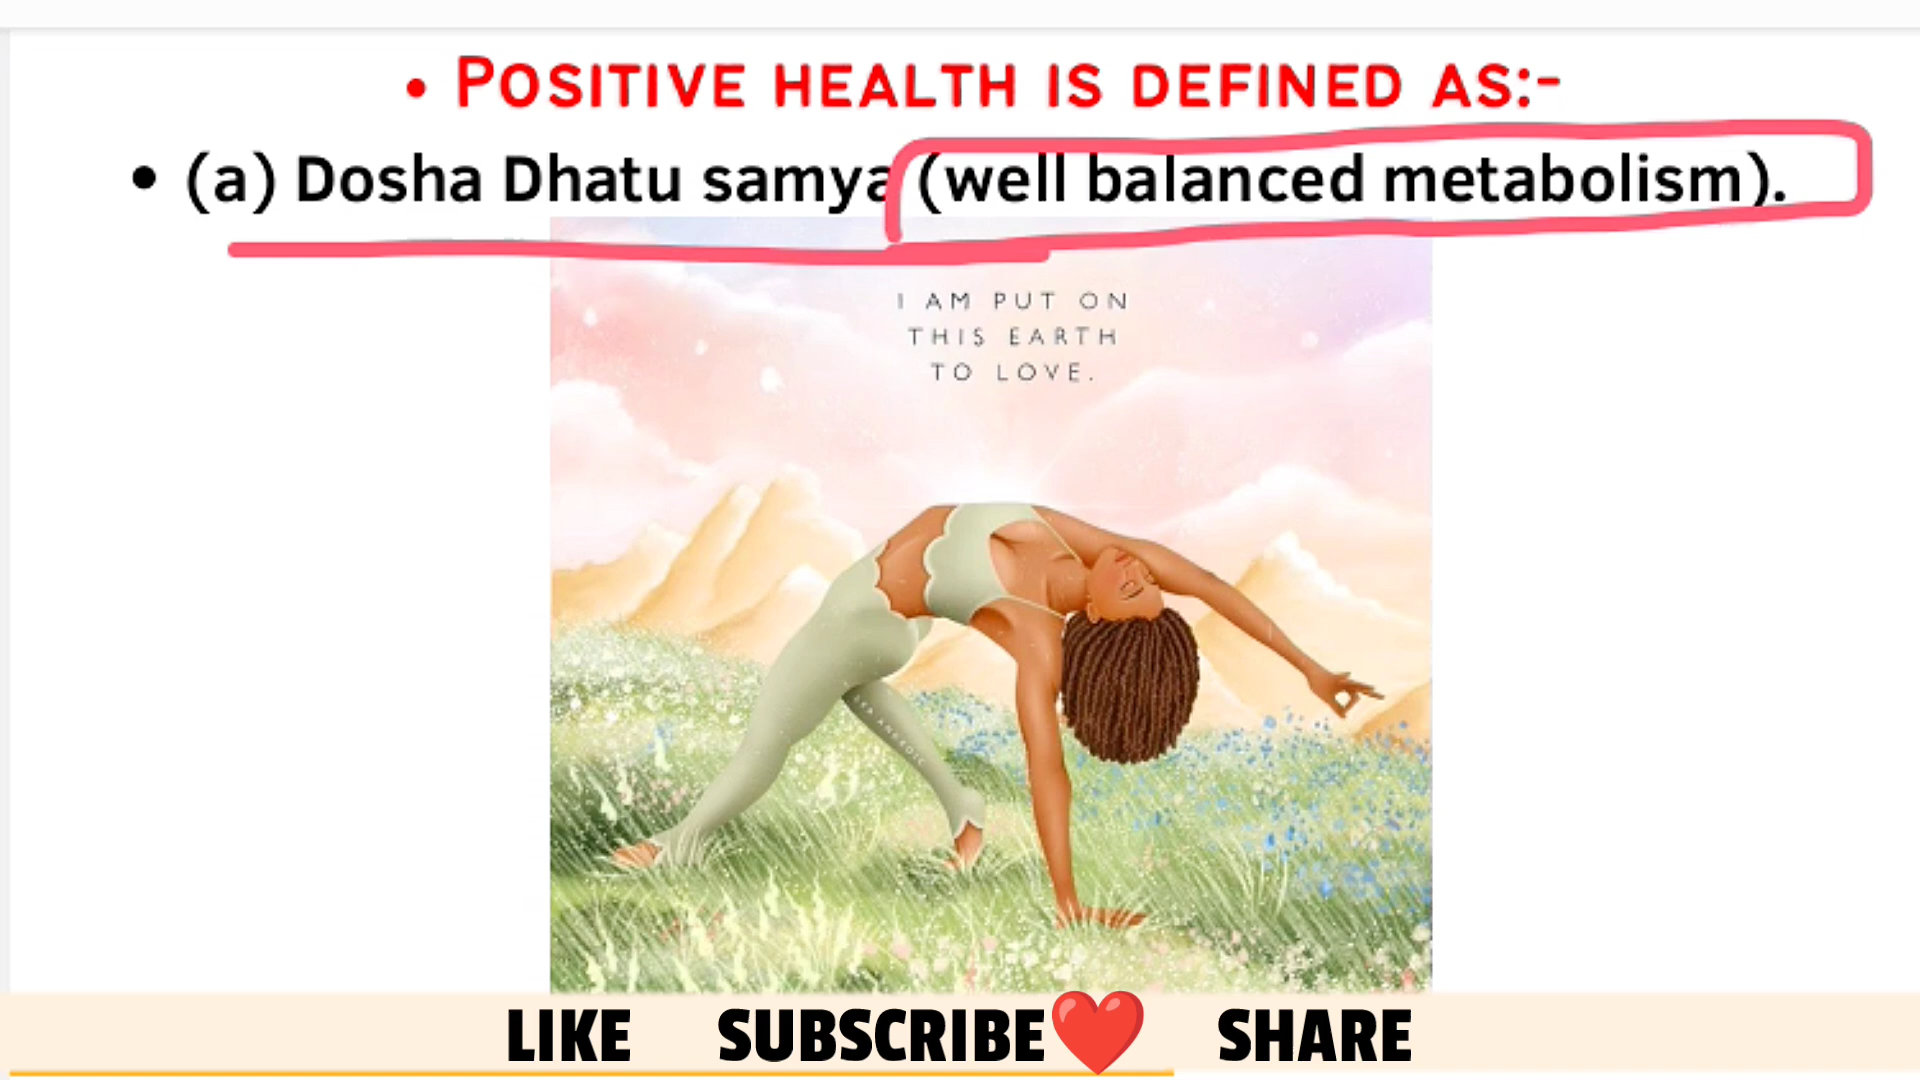 • POSITIVE HEALTH IS DEFINED AS:-
• (a) Dosha Dhatu samya (well balanced metabolism).
I AM PUT ON
THIS EARTH
TO LOVE.
LIKE SUBSCRIBE❤️ SHARE